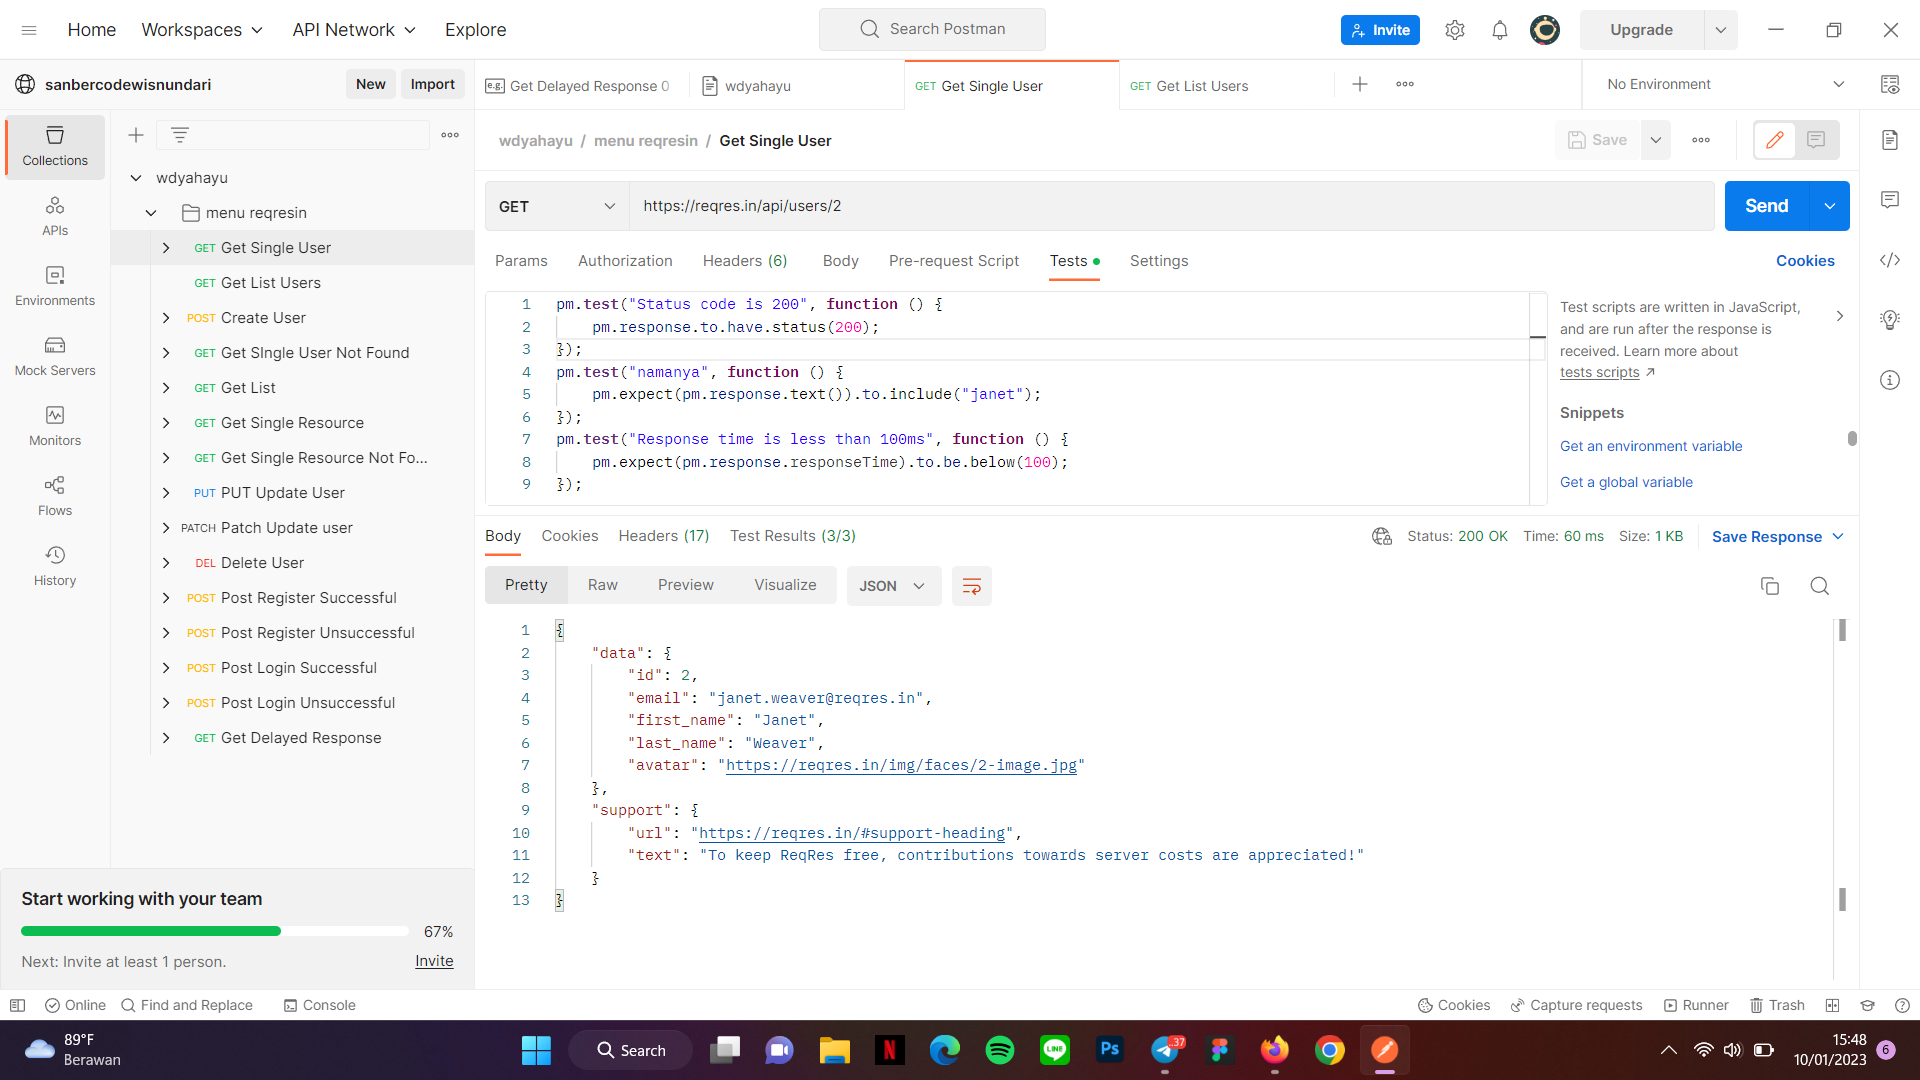 Home
Workspaces
API Network
Explore
Search Postman
Invite
Upgrade
sanbercodewisnundari
New
Import
e.g. Get Delayed Response 0
wdyahayu
GET Get Single User
GET Get List Users
No Environment
Collections
APIs
Environments
Mock Servers
Monitors
Flows
History
wdyahayu
menu reqresin
GET Get Single User
GET Get List Users
POST Create User
GET Get SIngle User Not Found
GET Get List
GET Get Single Resource
GET Get Single Resource Not Fo...
PUT PUT Update User
PATCH Patch Update user
DEL Delete User
POST Post Register Successful
POST Post Register Unsuccessful
POST Post Login Successful
POST Post Login Unsuccessful
GET Get Delayed Response
Start working with your team
67%
Next: Invite at least 1 person.
Invite
wdyahayu / menu reqresin / Get Single User
Save
GET
https://reqres.in/api/users/2
Send
Params
Authorization
Headers (6)
Body
Pre-request Script
Tests
Settings
Cookies
1 pm.test("Status code is 200", function () {
2 pm.response.to.have.status(200);
3 });
4 pm.test("namanya", function () {
5 pm.expect(pm.response.text()).to.include("janet");
6 });
7 pm.test("Response time is less than 100ms", function () {
8 pm.expect(pm.response.responseTime).to.be.below(100);
9 });
Test scripts are written in JavaScript,
and are run after the response is
received. Learn more about
tests scripts
Snippets
Get an environment variable
Get a global variable
Body
Cookies
Headers (17)
Test Results (3/3)
Status: 200 OK
Time: 60 ms
Size: 1 KB
Save Response
Pretty
Raw
Preview
Visualize
JSON
1 {
2 "data": {
3 "id": 2,
4 "email": "janet.weaver@reqres.in",
5 "first_name": "Janet",
6 "last_name": "Weaver",
7 "avatar": "https://reqres.in/img/faces/2-image.jpg"
8 },
9 "support": {
10 "url": "https://reqres.in/#support-heading",
11 "text": "To keep ReqRes free, contributions towards server costs are appreciated!"
12 }
13 }
Online
Find and Replace
Console
Cookies
Capture requests
Runner
Trash
89°F
Berawan
Search
N
LINE
Ps
37
15:48
10/01/2023
6